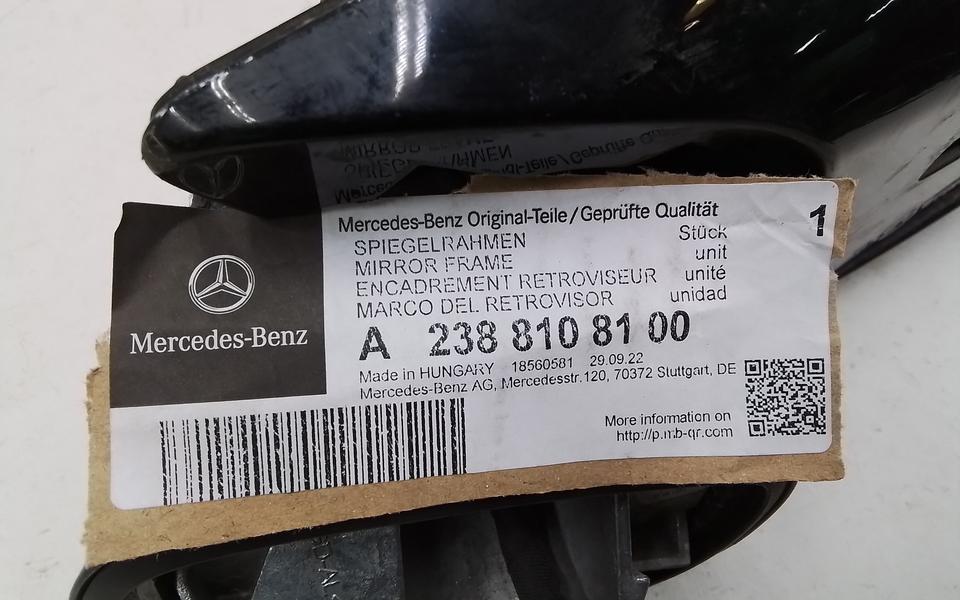 Mercedes-Benz Original-Teile/Geprüfte Qualität
1
SPIEGELRAHMEN Stück
MIRROR FRAME unit
ENCADREMENT RETROVISEUR unité
MARCO DEL RETROVISOR unidad
A 238 810 81 00
Made in HUNGARY 18560581 29.09.22
Mercedes-Benz AG, Mercedesstr.120, 70372 Stuttgart, DE
More information on
http://p.mb-qr.com
Mercedes-Benz